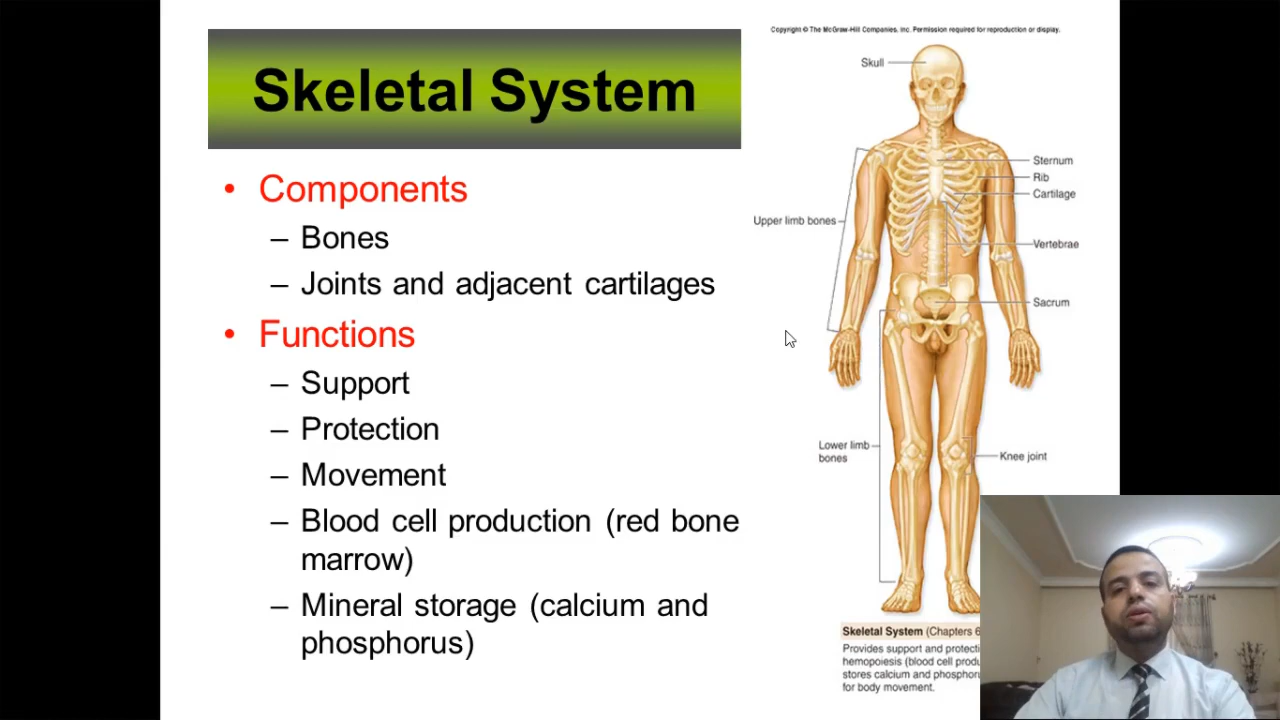 Copyright © The McGraw-Hill Companies, Inc. Permission required for reproduction or display.
Skeletal System
• Components
– Bones
– Joints and adjacent cartilages
• Functions
– Support
– Protection
– Movement
– Blood cell production (red bone
marrow)
– Mineral storage (calcium and
phosphorus)
Skull
Sternum
Rib
Cartilage
Upper limb bones
Vertebrae
Sacrum
Lower limb
bones
Knee joint
Skeletal System (Chapters 6
Provides support and
hemopoiesis (blood cell
stores calcium and
for body movement.